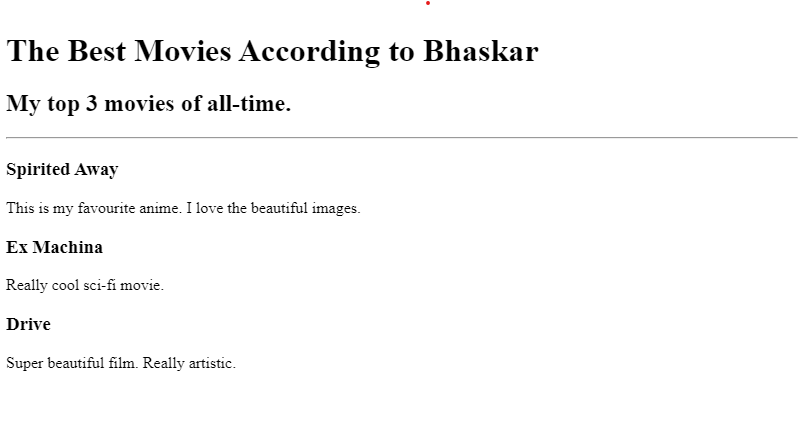 The Best Movies According to Bhaskar
My top 3 movies of all-time.
Spirited Away
This is my favourite anime. I love the beautiful images.
Ex Machina
Really cool sci-fi movie.
Drive
Super beautiful film. Really artistic.